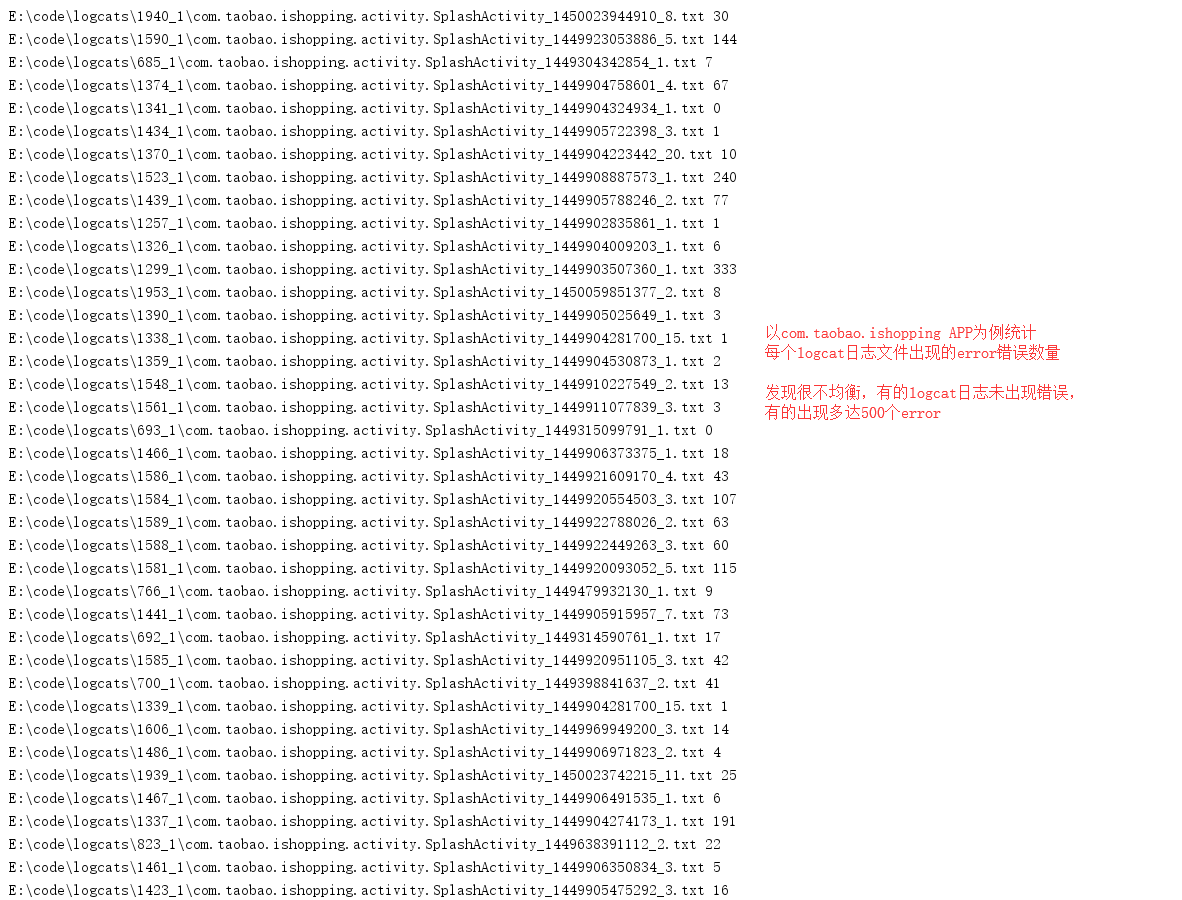 E:\code\logcats\1940_1\com.taobao.ishopping.activity.SplashActivity_1450023944910_8.txt 30
E:\code\logcats\1590_1\com.taobao.ishopping.activity.SplashActivity_1449923053886_5.txt 144
E:\code\logcats\685_1\com.taobao.ishopping.activity.SplashActivity_1449304342854_1.txt 7
E:\code\logcats\1374_1\com.taobao.ishopping.activity.SplashActivity_1449904758601_4.txt 67
E:\code\logcats\1341_1\com.taobao.ishopping.activity.SplashActivity_1449904324934_1.txt 0
E:\code\logcats\1434_1\com.taobao.ishopping.activity.SplashActivity_1449905722398_3.txt 1
E:\code\logcats\1370_1\com.taobao.ishopping.activity.SplashActivity_1449904223442_20.txt 10
E:\code\logcats\1523_1\com.taobao.ishopping.activity.SplashActivity_1449908887573_1.txt 240
E:\code\logcats\1439_1\com.taobao.ishopping.activity.SplashActivity_1449905788246_2.txt 77
E:\code\logcats\1257_1\com.taobao.ishopping.activity.SplashActivity_1449902835861_1.txt 1
E:\code\logcats\1326_1\com.taobao.ishopping.activity.SplashActivity_1449904009203_1.txt 6
E:\code\logcats\1299_1\com.taobao.ishopping.activity.SplashActivity_1449903507360_1.txt 333
E:\code\logcats\1953_1\com.taobao.ishopping.activity.SplashActivity_1450059851377_2.txt 8
E:\code\logcats\1390_1\com.taobao.ishopping.activity.SplashActivity_1449905025649_1.txt 3
E:\code\logcats\1338_1\com.taobao.ishopping.activity.SplashActivity_1449904281700_15.txt 1
E:\code\logcats\1359_1\com.taobao.ishopping.activity.SplashActivity_1449904530873_1.txt 2
E:\code\logcats\1548_1\com.taobao.ishopping.activity.SplashActivity_1449910227549_2.txt 13
E:\code\logcats\1561_1\com.taobao.ishopping.activity.SplashActivity_1449911077839_3.txt 3
E:\code\logcats\693_1\com.taobao.ishopping.activity.SplashActivity_1449315099791_1.txt 0
E:\code\logcats\1466_1\com.taobao.ishopping.activity.SplashActivity_1449906373375_1.txt 18
E:\code\logcats\1586_1\com.taobao.ishopping.activity.SplashActivity_1449921609170_4.txt 43
E:\code\logcats\1584_1\com.taobao.ishopping.activity.SplashActivity_1449920554503_3.txt 107
E:\code\logcats\1589_1\com.taobao.ishopping.activity.SplashActivity_1449922788026_2.txt 63
E:\code\logcats\1588_1\com.taobao.ishopping.activity.SplashActivity_1449922449263_3.txt 60
E:\code\logcats\1581_1\com.taobao.ishopping.activity.SplashActivity_1449920093052_5.txt 115
E:\code\logcats\766_1\com.taobao.ishopping.activity.SplashActivity_1449479932130_1.txt 9
E:\code\logcats\1441_1\com.taobao.ishopping.activity.SplashActivity_1449905915957_7.txt 73
E:\code\logcats\692_1\com.taobao.ishopping.activity.SplashActivity_1449314590761_1.txt 17
E:\code\logcats\1585_1\com.taobao.ishopping.activity.SplashActivity_1449920951105_3.txt 42
E:\code\logcats\700_1\com.taobao.ishopping.activity.SplashActivity_1449398841637_2.txt 41
E:\code\logcats\1339_1\com.taobao.ishopping.activity.SplashActivity_1449904281700_15.txt 1
E:\code\logcats\1606_1\com.taobao.ishopping.activity.SplashActivity_1449969949200_3.txt 14
E:\code\logcats\1486_1\com.taobao.ishopping.activity.SplashActivity_1449906971823_2.txt 4
E:\code\logcats\1939_1\com.taobao.ishopping.activity.SplashActivity_1450023742215_11.txt 25
E:\code\logcats\1467_1\com.taobao.ishopping.activity.SplashActivity_1449906491535_1.txt 6
E:\code\logcats\1337_1\com.taobao.ishopping.activity.SplashActivity_1449904274173_1.txt 191
E:\code\logcats\823_1\com.taobao.ishopping.activity.SplashActivity_1449638391112_2.txt 22
E:\code\logcats\1461_1\com.taobao.ishopping.activity.SplashActivity_1449906350834_3.txt 5
E:\code\logcats\1423_1\com.taobao.ishopping.activity.SplashActivity_1449905475292_3.txt 16
以com.taobao.ishopping APP为例统计
每个logcat日志文件出现的error错误数量
发现很不均衡，有的logcat日志未出现错误，
有的出现多达500个error